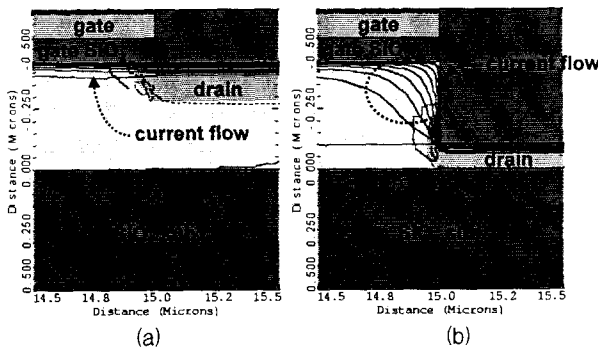 gate
gate SiO₂
drain
current flow
Distance (Microns)
-0.500
-0.250
0.000
0.250
0.500
14.5 14.8 15.0 15.2 15.5
Distance (Microns)
(a)
gate
gate SiO₂
current flow
drain
Distance (Microns)
-0.500
-0.250
0.000
0.250
0.500
14.5 14.8 15.0 15.2 15.5
Distance (Microns)
(b)